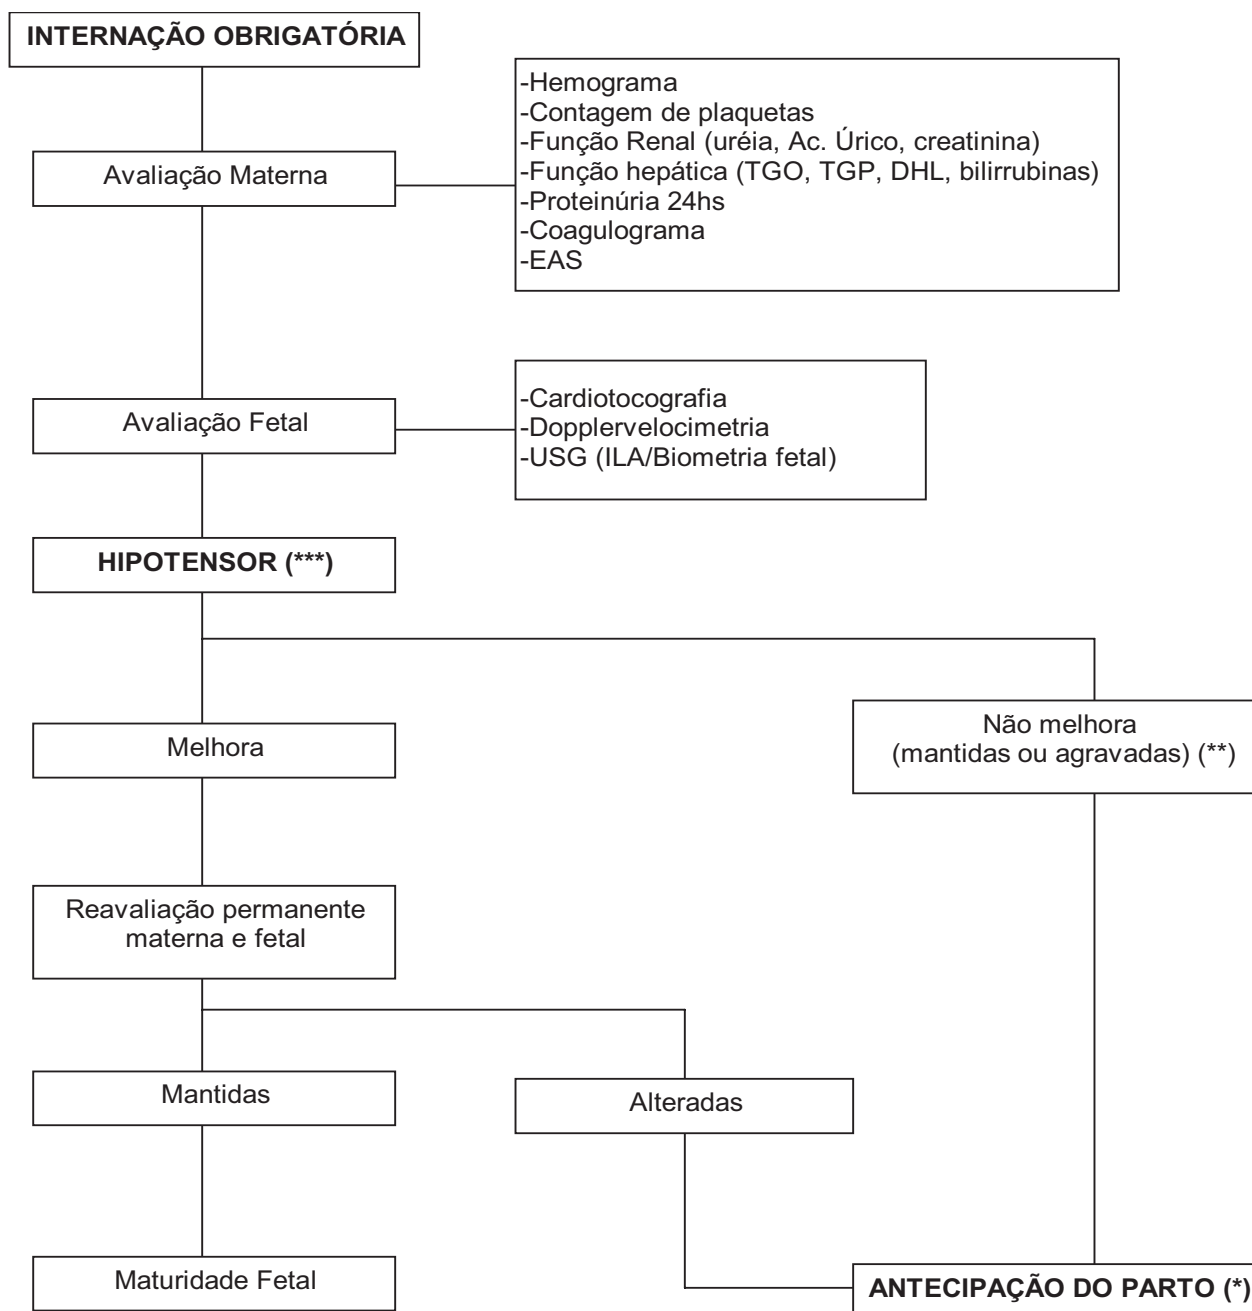 INTERNAÇÃO OBRIGATÓRIA
-Hemograma
-Contagem de plaquetas
-Função Renal (uréia, Ac. Úrico, creatinina)
-Função hepática (TGO, TGP, DHL, bilirrubinas)
-Proteinúria 24hs
-Coagulograma
-EAS
Avaliação Materna
-Cardiotocografia
-Dopplervelocimetria
-USG (ILA/Biometria fetal)
Avaliação Fetal
HIPOTENSOR (***)
Melhora
Não melhora
(mantidas ou agravadas) (**)
Reavaliação permanente
materna e fetal
Mantidas
Alteradas
Maturidade Fetal
ANTECIPAÇÃO DO PARTO (*)